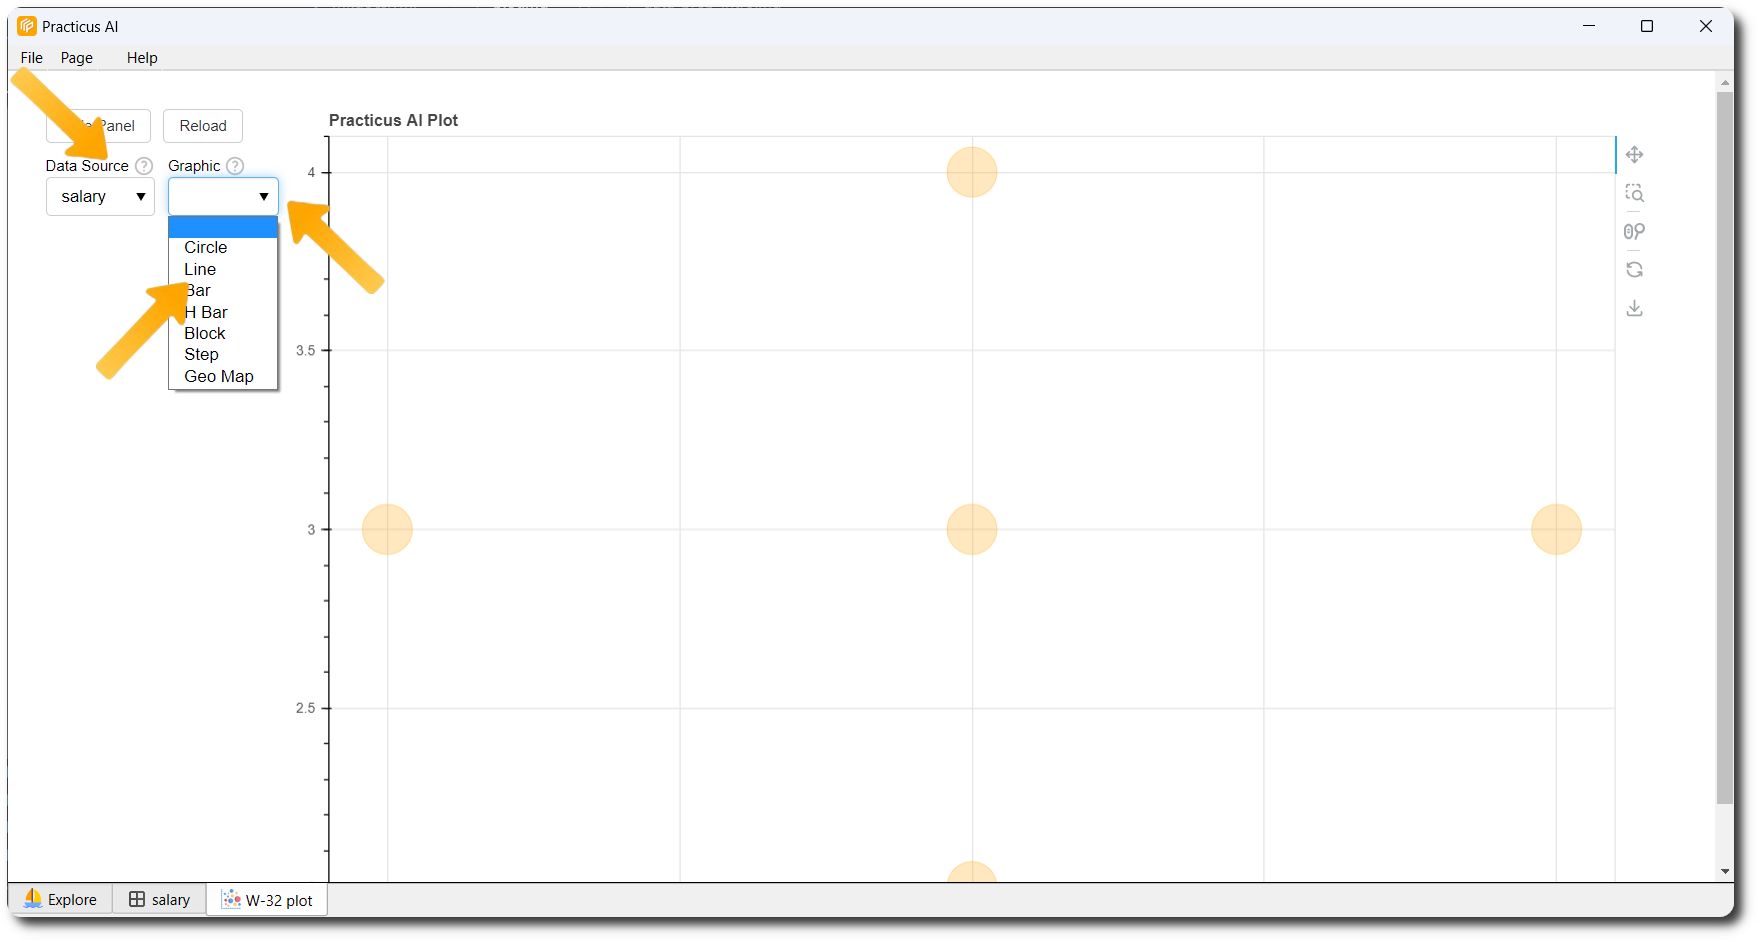 Practicus AI
File Page Help
Panel Reload
Data Source ? Graphic ?
salary
Circle
Line
Bar
H Bar
Block
Step
Geo Map
Practicus AI Plot
4
3.5
3
2.5
Explore salary W-32 plot